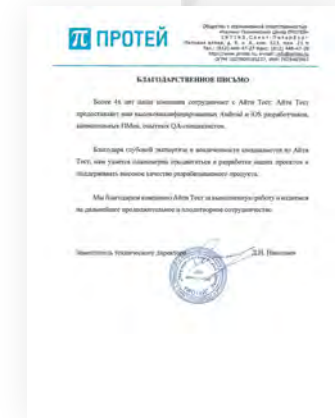 ПРОТЕЙ
Общество с ограниченной ответственностью
БЛАГОДАРСТВЕННОЕ ПИСЬМО
Более 4х лет наша компания сотрудничает с Айти Тест. Айти Тест
предоставляет нам высококвалифицированных Android и iOS разработчиков,
опытных QA-специалистов.
Благодаря глубокой экспертизе и вовлеченности специалистов из Айти
Тест, нам удается планомерно продвигаться в разработке наших проектов и
поддерживать высокое качество разрабатываемого продукта.
Мы благодарим компанию Айти Тест за выполненную работу и надеемся
на дальнейшее продолжительное и плодотворное сотрудничество.
Заместитель технического директора
Д.Н. Николаев